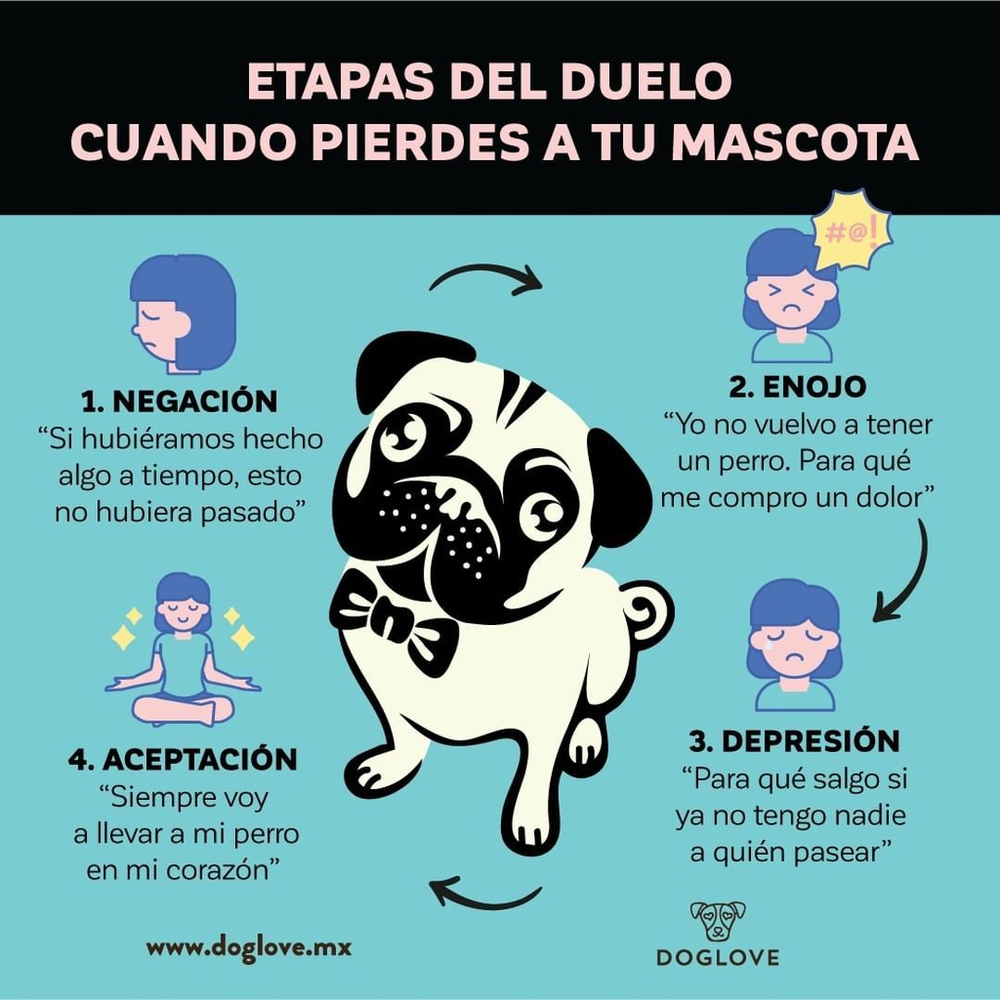 ETAPAS DEL DUELO
CUANDO PIERDES A TU MASCOTA
#@!
1. NEGACIÓN
“Si hubiéramos hecho
algo a tiempo, esto
no hubiera pasado”
2. ENOJO
“Yo no vuelvo a tener
un perro. Para qué
me compro un dolor”
3. DEPRESIÓN
“Para qué salgo si
ya no tengo nadie
a quién pasear”
4. ACEPTACIÓN
“Siempre voy
a llevar a mi perro
en mi corazón”
www.doglove.mx
DOGLOVE